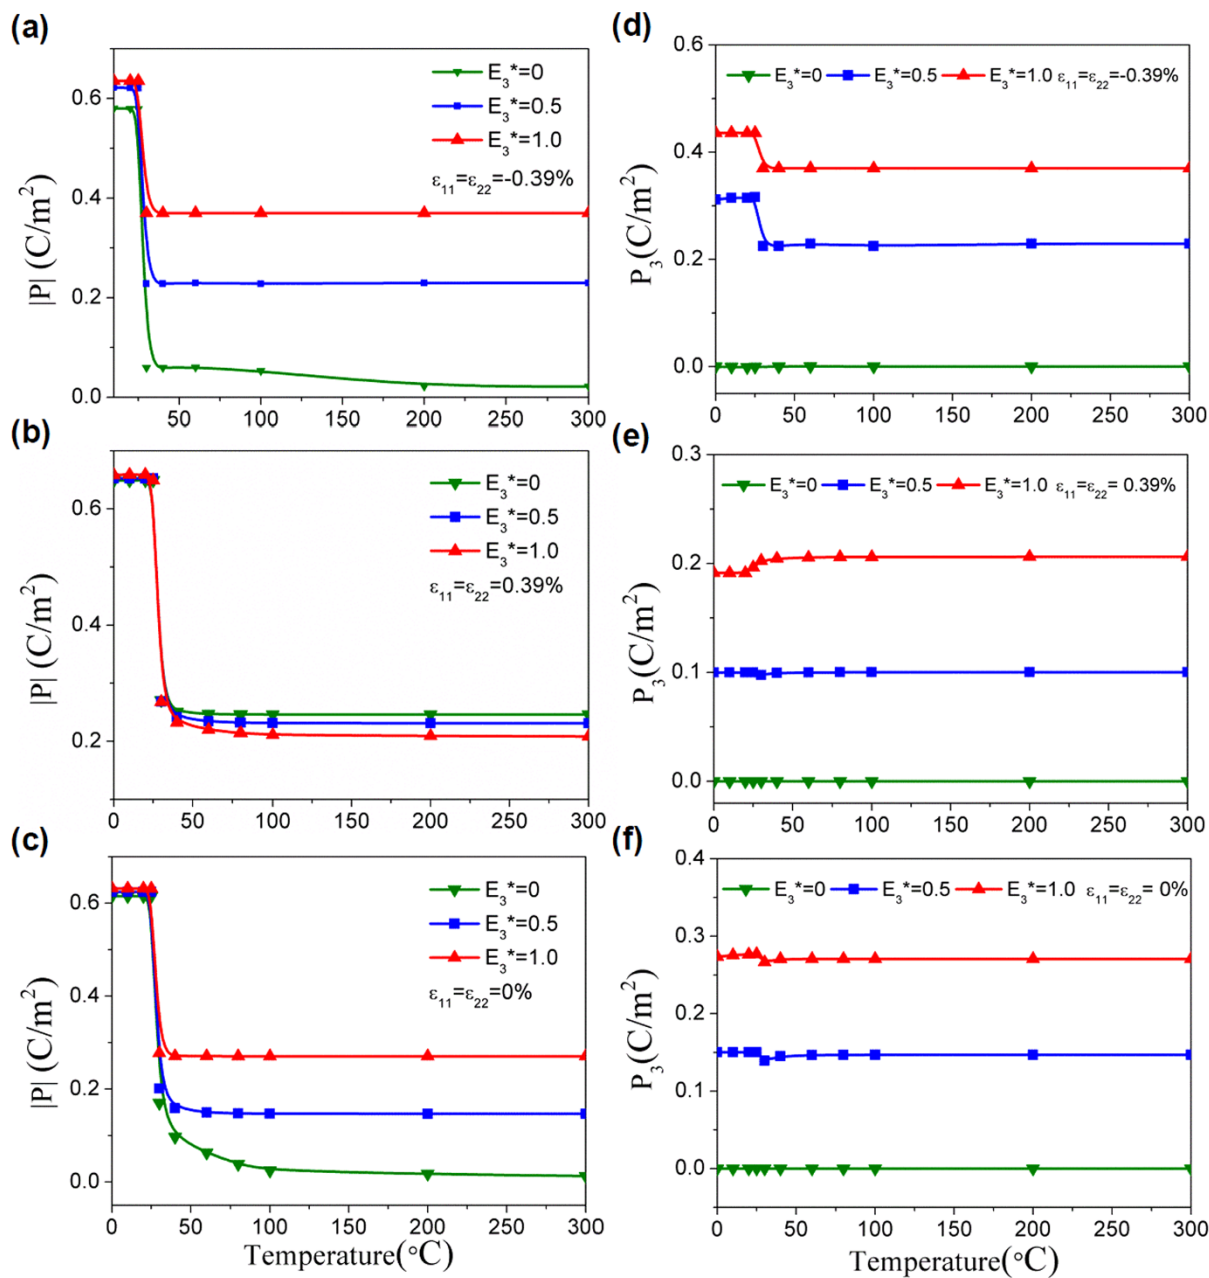 (a)
|P| (C/m²)
0.6
0.4
0.2
0.0
E₃*=0
E₃*=0.5
E₃*=1.0
ε₁₁=ε₂₂=-0.39%
50 100 150 200 250 300
(b)
|P| (C/m²)
0.6
0.4
0.2
E₃*=0
E₃*=0.5
E₃*=1.0
ε₁₁=ε₂₂=0.39%
0 50 100 150 200 250 300
(c)
|P| (C/m²)
0.6
0.4
0.2
0.0
E₃*=0
E₃*=0.5
E₃*=1.0
ε₁₁=ε₂₂=0%
0 50 100 150 200 250 300
Temperature(°C)
(d)
P₃(C/m²)
0.6
0.4
0.2
0.0
E₃*=0 E₃*=0.5 E₃*=1.0 ε₁₁=ε₂₂=-0.39%
0 50 100 150 200 250 300
(e)
P₃(C/m²)
0.3
0.2
0.1
0.0
E₃*=0 E₃*=0.5 E₃*=1.0 ε₁₁=ε₂₂= 0.39%
0 50 100 150 200 250 300
(f)
P₃(C/m²)
0.4
0.3
0.2
0.1
0.0
E₃*=0 E₃*=0.5 E₃*=1.0 ε₁₁=ε₂₂= 0%
0 50 100 150 200 250 300
Temperature(°C)